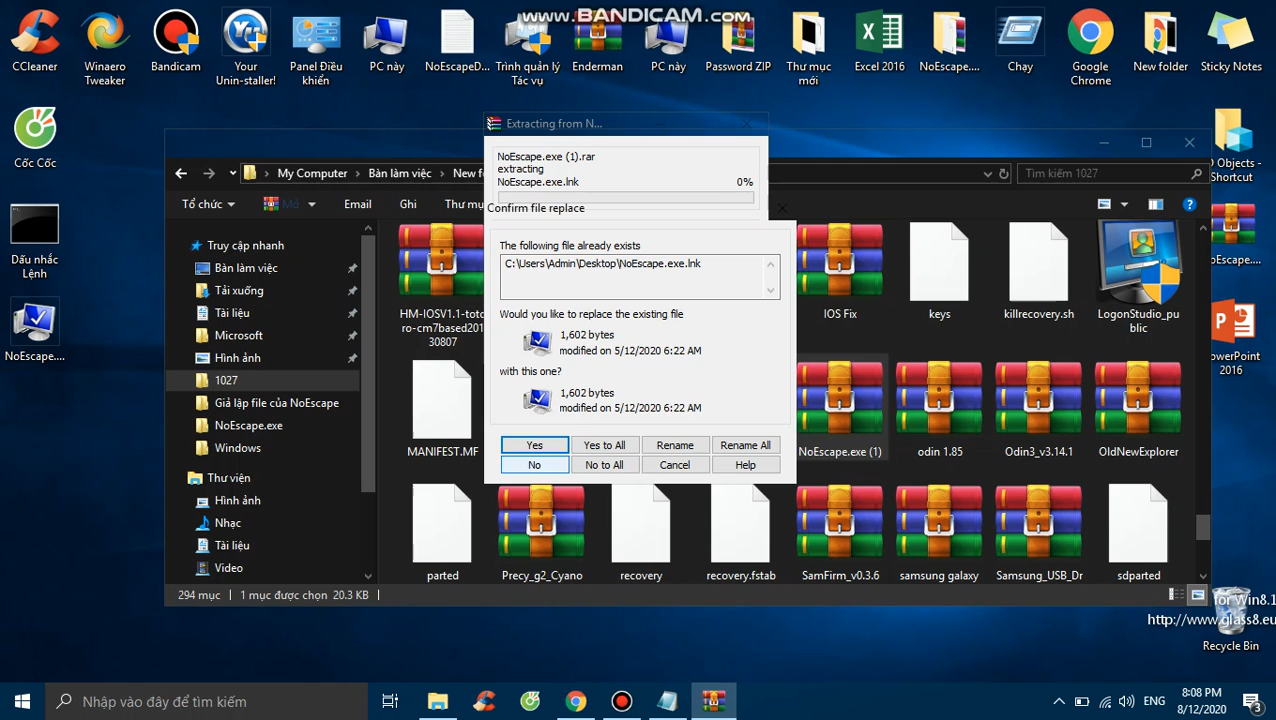 www.BANDICAM.com
CCleaner
Winaero Tweaker
Bandicam
Your Unin-staller!
Panel Điều khiển
PC này
NoEscapeD...
Trình quản lý Tác vụ
Enderman
PC này
Password ZIP
Thư mục mới
Excel 2016
NoEscape....
Chạy
Google Chrome
New folder
Sticky Notes
Cốc Cốc
Dấu nhắc Lệnh
NoEscape....
D Objects - Shortcut
NoEscape....
PowerPoint 2016
for Win8.1
http://www.glass8.eu
Recycle Bin
My Computer
Bàn làm việc
New f
Tìm kiếm 1027
Tổ chức
Mở
Email
Ghi
Thư mụ
Truy cập nhanh
Bàn làm việc
Tải xuống
Tài liệu
Microsoft
Hình ảnh
1027
Giả lập file của NoEscape
NoEscape.exe
Windows
Thư viện
Hình ảnh
Nhạc
Tài liệu
Video
HM-IOSV1.1-toto
ro-cm7based201
30807
IOS Fix
keys
killrecovery.sh
LogonStudio_pu
blic
MANIFEST.MF
NoEscape.exe (1)
odin 1.85
Odin3_v3.14.1
OldNewExplorer
parted
Precy_g2_Cyano
recovery
recovery.fstab
SamFirm_v0.3.6
samsung galaxy
Samsung_USB_Dr
sdparted
294 mục
1 mục được chọn 20.3 KB
Extracting from N...
NoEscape.exe (1).rar
extracting
NoEscape.exe.lnk
0%
Confirm file replace
The following file already exists
C:\Users\Admin\Desktop\NoEscape.exe.lnk
Would you like to replace the existing file
1,602 bytes
modified on 5/12/2020 6:22 AM
with this one?
1,602 bytes
modified on 5/12/2020 6:22 AM
Yes
Yes to All
Rename
Rename All
No
No to All
Cancel
Help
Nhập vào đây để tìm kiếm
ENG
8:08 PM
8/12/2020
3